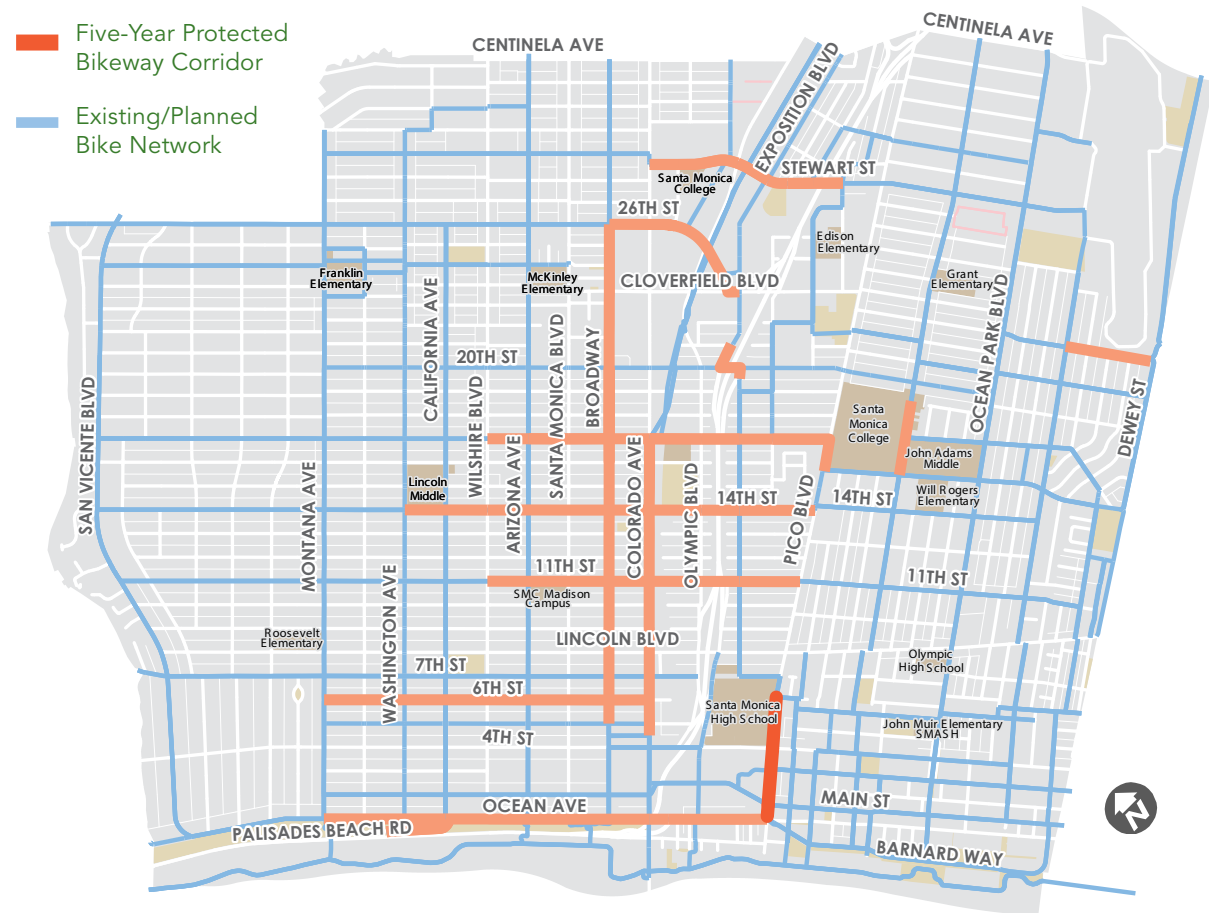 Five-Year Protected
Bikeway Corridor
Existing/Planned
Bike Network
CENTINELA AVE
CENTINELA AVE
EXPOSITION BLVD
STEWART ST
Santa Monica
College
26TH ST
Edison
Elementary
Franklin
Elementary
McKinley
Elementary
CLOVERFIELD BLVD
Grant
Elementary
CALIFORNIA AVE
SANTA MONICA BLVD
BROADWAY
OCEAN PARK BLVD
20TH ST
SAN VICENTE BLVD
WILSHIRE BLVD
DEWEY ST
Santa
Monica
College
John Adams
Middle
MONTANA AVE
Lincoln
Middle
ARIZONA AVE
COLORADO AVE
OLYMPIC BLVD
14TH ST
PICO BLVD
14TH ST
Will Rogers
Elementary
11TH ST
11TH ST
SMC Madison
Campus
WASHINGTON AVE
Roosevelt
Elementary
LINCOLN BLVD
7TH ST
Olympic
High School
6TH ST
Santa Monica
High School
John Muir Elementary
SMASH
4TH ST
OCEAN AVE
MAIN ST
PALISADES BEACH RD
BARNARD WAY
N